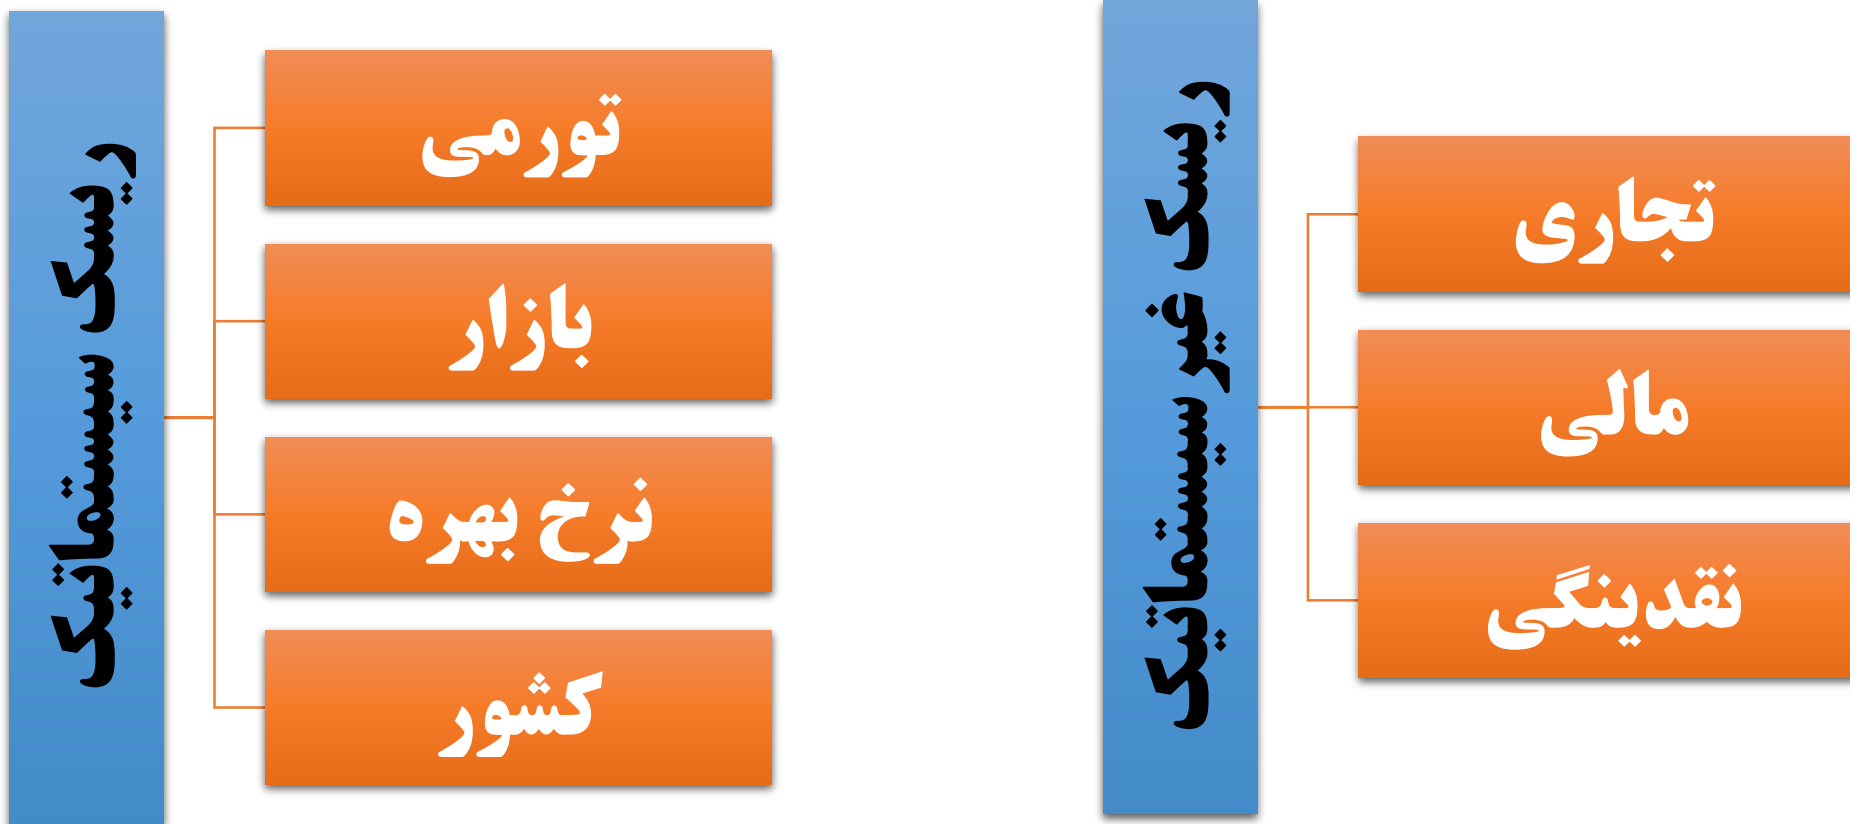 ریسک سیستماتیک
تورمی
بازار
نرخ بهره
کشور
ریسک غیر سیستماتیک
تجاری
مالی
نقدینگی